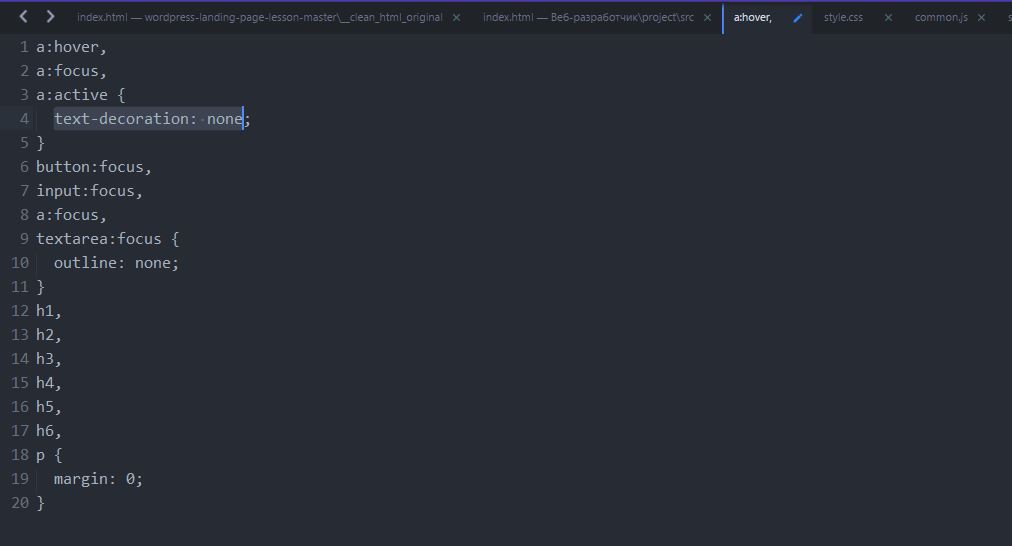 index.html — wordpress-landing-page-lesson-master\__clean_html_original index.html — Веб-разработчик\project\src a:hover, style.css common.js s
1 a:hover,
2 a:focus,
3 a:active {
4 text-decoration: none;
5 }
6 button:focus,
7 input:focus,
8 a:focus,
9 textarea:focus {
10 outline: none;
11 }
12 h1,
13 h2,
14 h3,
15 h4,
16 h5,
17 h6,
18 p {
19 margin: 0;
20 }